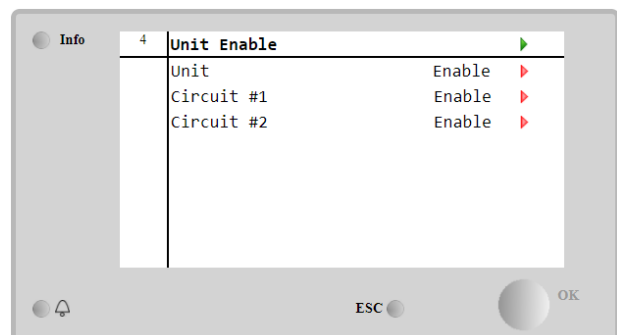 Info
4 Unit Enable
Unit Enable
Circuit #1 Enable
Circuit #2 Enable
ESC
OK